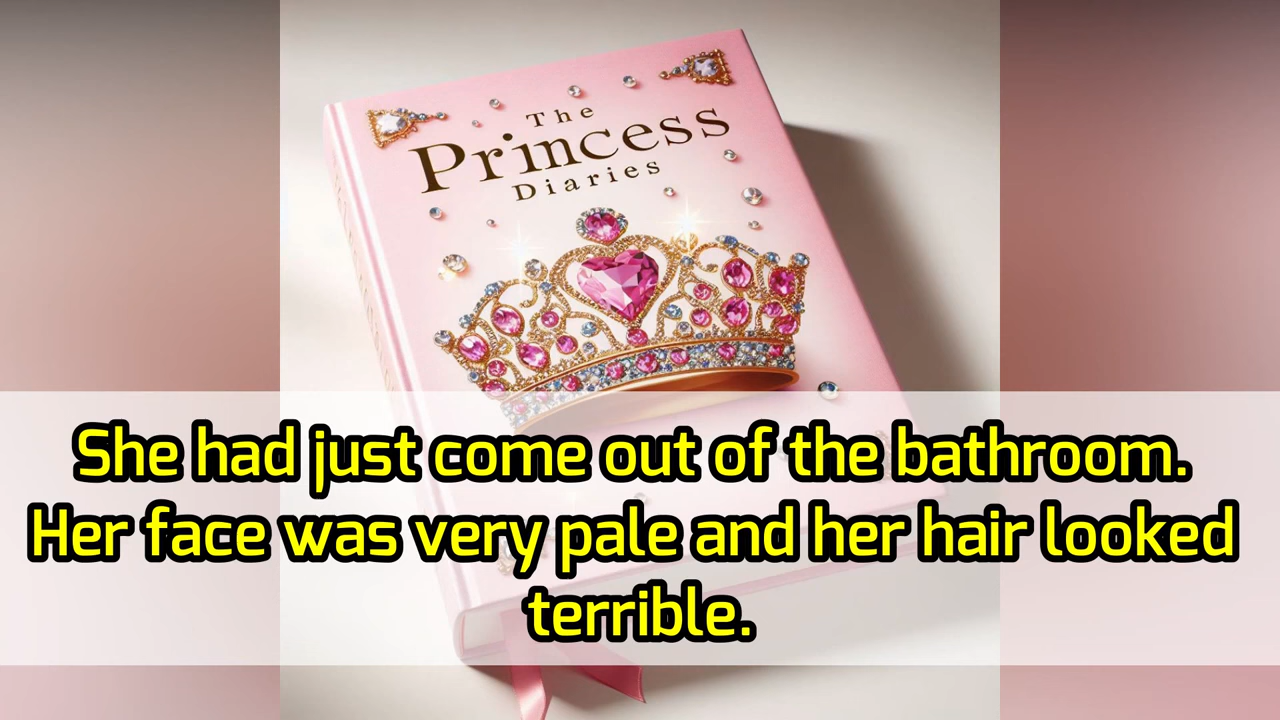 The
Princess
Diaries
She had just come out of the bathroom.
Her face was very pale and her hair looked
terrible.